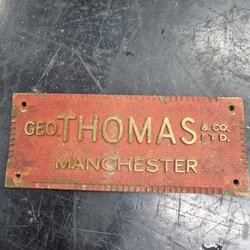 GEO. THOMAS & CO. LTD.
MANCHESTER